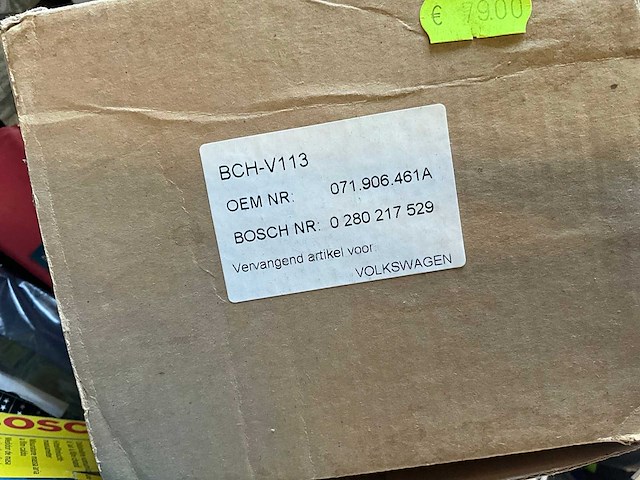 € 79.00
BCH-V113
OEM NR: 071.906.461A
BOSCH NR: 0 280 217 529
Vervangend artikel voor
VOLKSWAGEN
OSC